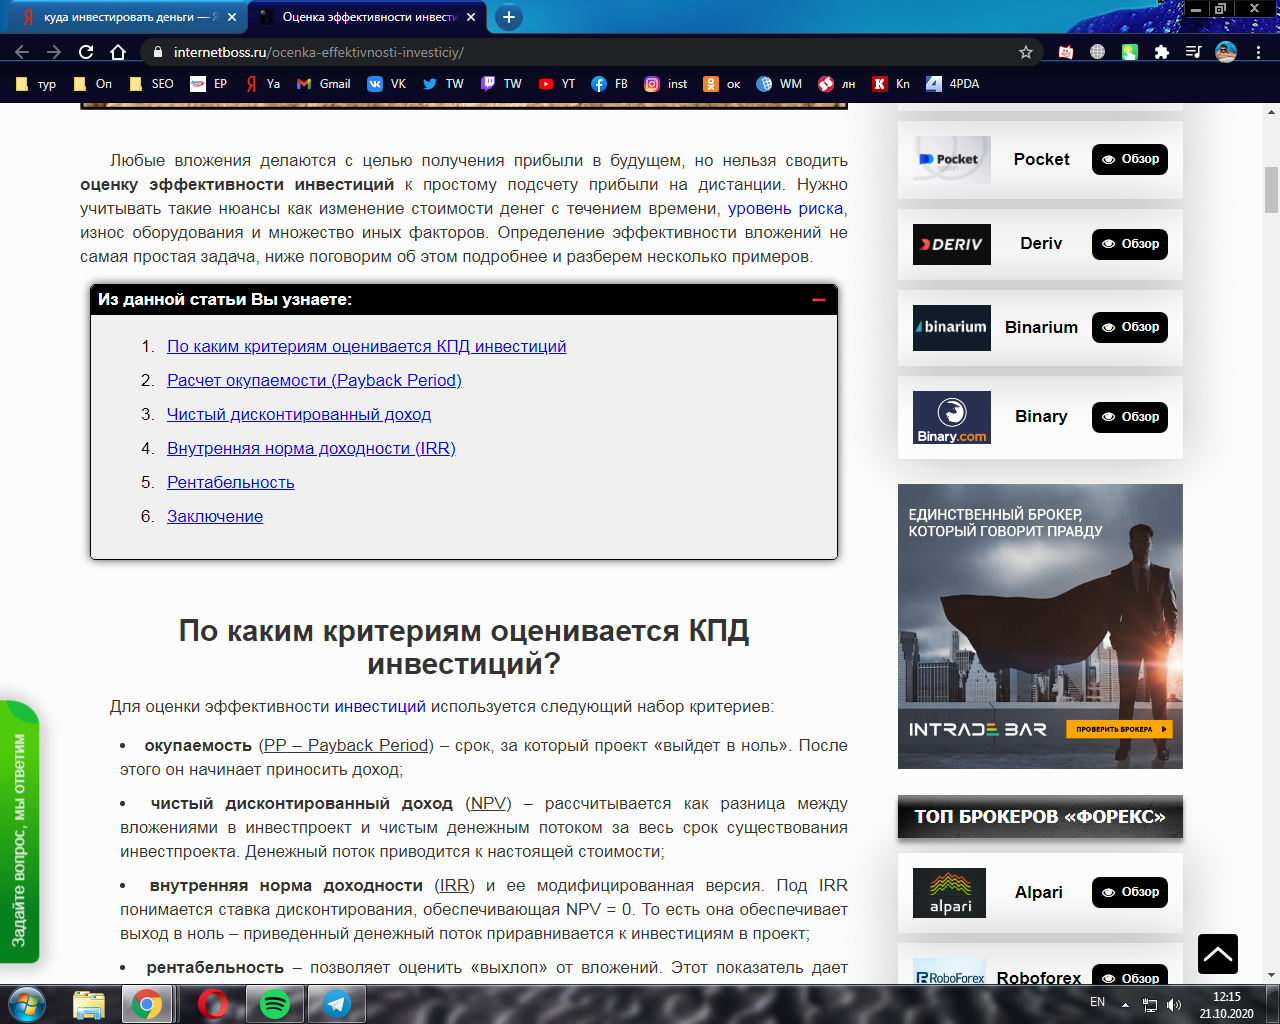 куда инвестировать деньги — Я
Оценка эффективности инвести
internetboss.ru/ocenka-effektivnosti-investiciy/
тур
On
SEO
EP
Ya
Gmail
VK
TW
TW
YT
FB
inst
ок
WM
лн
Kn
4PDA
Любые вложения делаются с целью получения прибыли в будущем, но нельзя сводить
оценку эффективности инвестиций к простому подсчету прибыли на дистанции. Нужно
учитывать такие нюансы как изменение стоимости денег с течением времени, уровень риска,
износ оборудования и множество иных факторов. Определение эффективности вложений не
самая простая задача, ниже поговорим об этом подробнее и разберем несколько примеров.
Из данной статьи Вы узнаете:
1. По каким критериям оценивается КПД инвестиций
2. Расчет окупаемости (Payback Period)
3. Чистый дисконтированный доход
4. Внутренняя норма доходности (IRR)
5. Рентабельность
6. Заключение
По каким критериям оценивается КПД
инвестиций?
Для оценки эффективности инвестиций используется следующий набор критериев:
• окупаемость (PP – Payback Period) – срок, за который проект «выйдет в ноль». После
этого он начинает приносить доход;
• чистый дисконтированный доход (NPV) – рассчитывается как разница между
вложениями в инвестпроект и чистым денежным потоком за весь срок существования
инвестпроекта. Денежный поток приводится к настоящей стоимости;
• внутренняя норма доходности (IRR) и ее модифицированная версия. Под IRR
понимается ставка дисконтирования, обеспечивающая NPV = 0. То есть она обеспечивает
выход в ноль – приведенный денежный поток приравнивается к инвестициям в проект;
• рентабельность – позволяет оценить «выхлоп» от вложений. Этот показатель дает
Задайте вопрос, мы ответим
Pocket
option
Pocket
Обзор
DERIV
Deriv
Обзор
binarium
Binarium
Обзор
Binary.com
Binary
Обзор
ЕДИНСТВЕННЫЙ БРОКЕР,
КОТОРЫЙ ГОВОРИТ ПРАВДУ
INTRADE BAR
ПРОВЕРИТЬ БРОКЕРА
ТОП БРОКЕРОВ «ФОРЕКС»
alpari
Alpari
Обзор
ROBOFOREX
Roboforex
Обзор
EN
12:15
21.10.2020